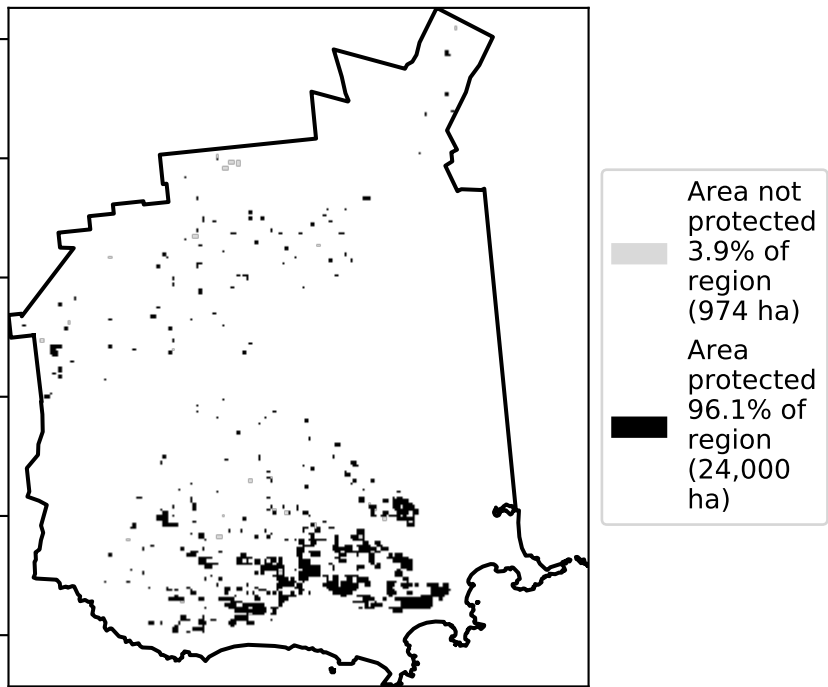 Area not
protected
3.9% of
region
(974 ha)
Area
protected
96.1% of
region
(24,000
ha)